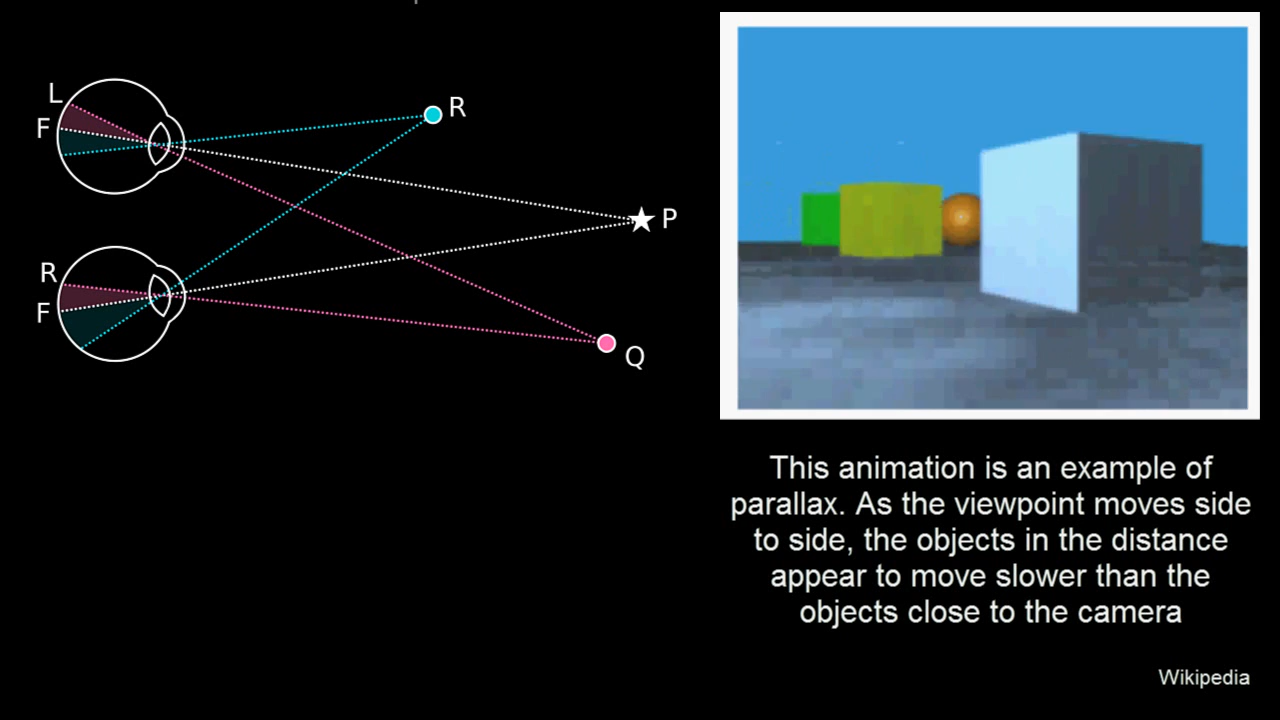 L
F
R
P
R
F
Q
This animation is an example of
parallax. As the viewpoint moves side
to side, the objects in the distance
appear to move slower than the
objects close to the camera
Wikipedia